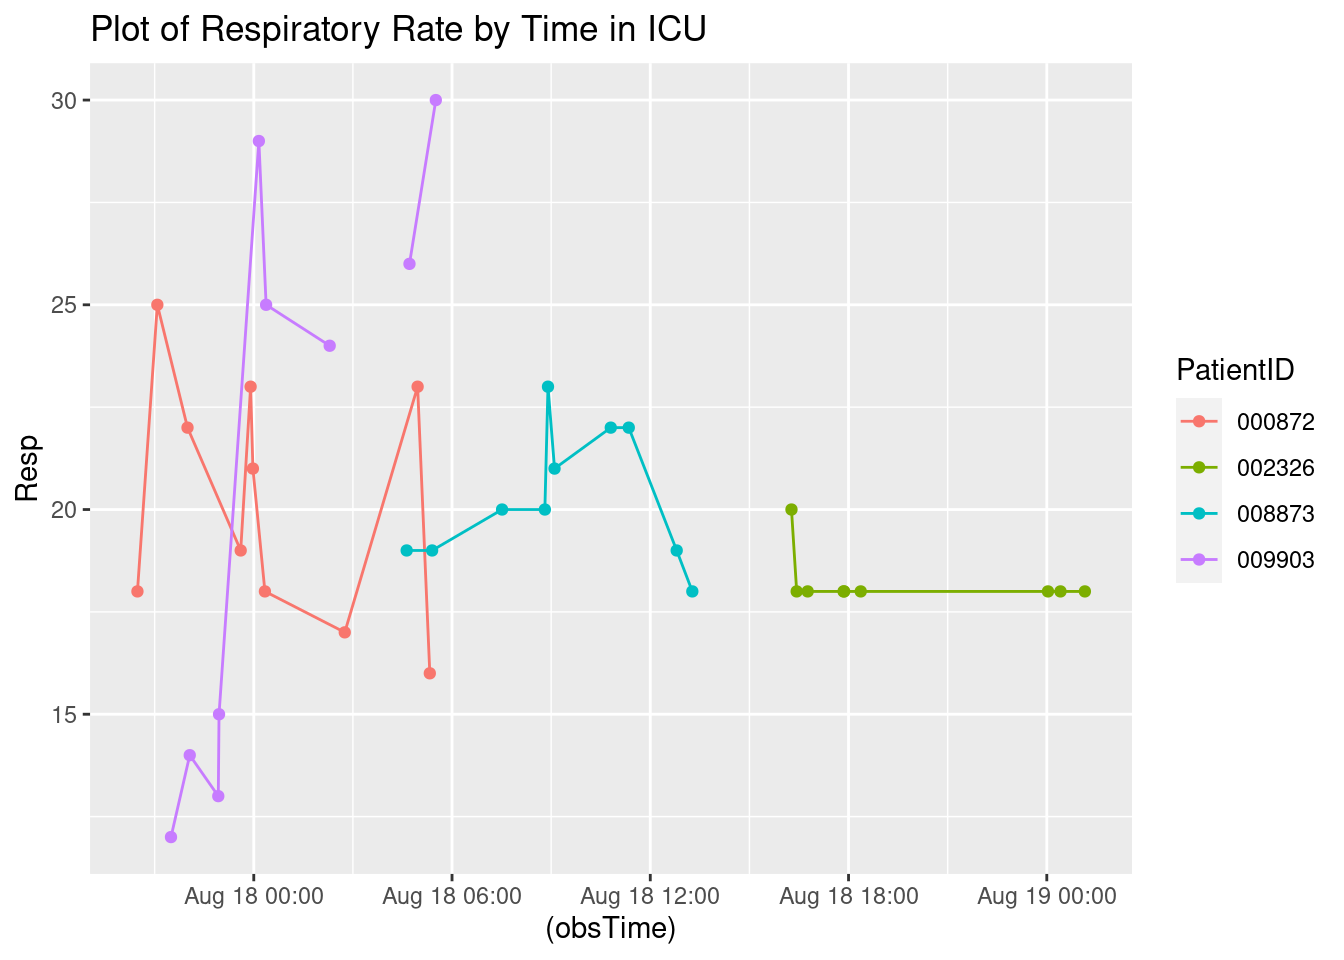 Plot of Respiratory Rate by Time in ICU
30
25
20
15
Resp
Aug 18 00:00 Aug 18 06:00 Aug 18 12:00 Aug 18 18:00 Aug 19 00:00
(obsTime)
PatientID
000872
002326
008873
009903